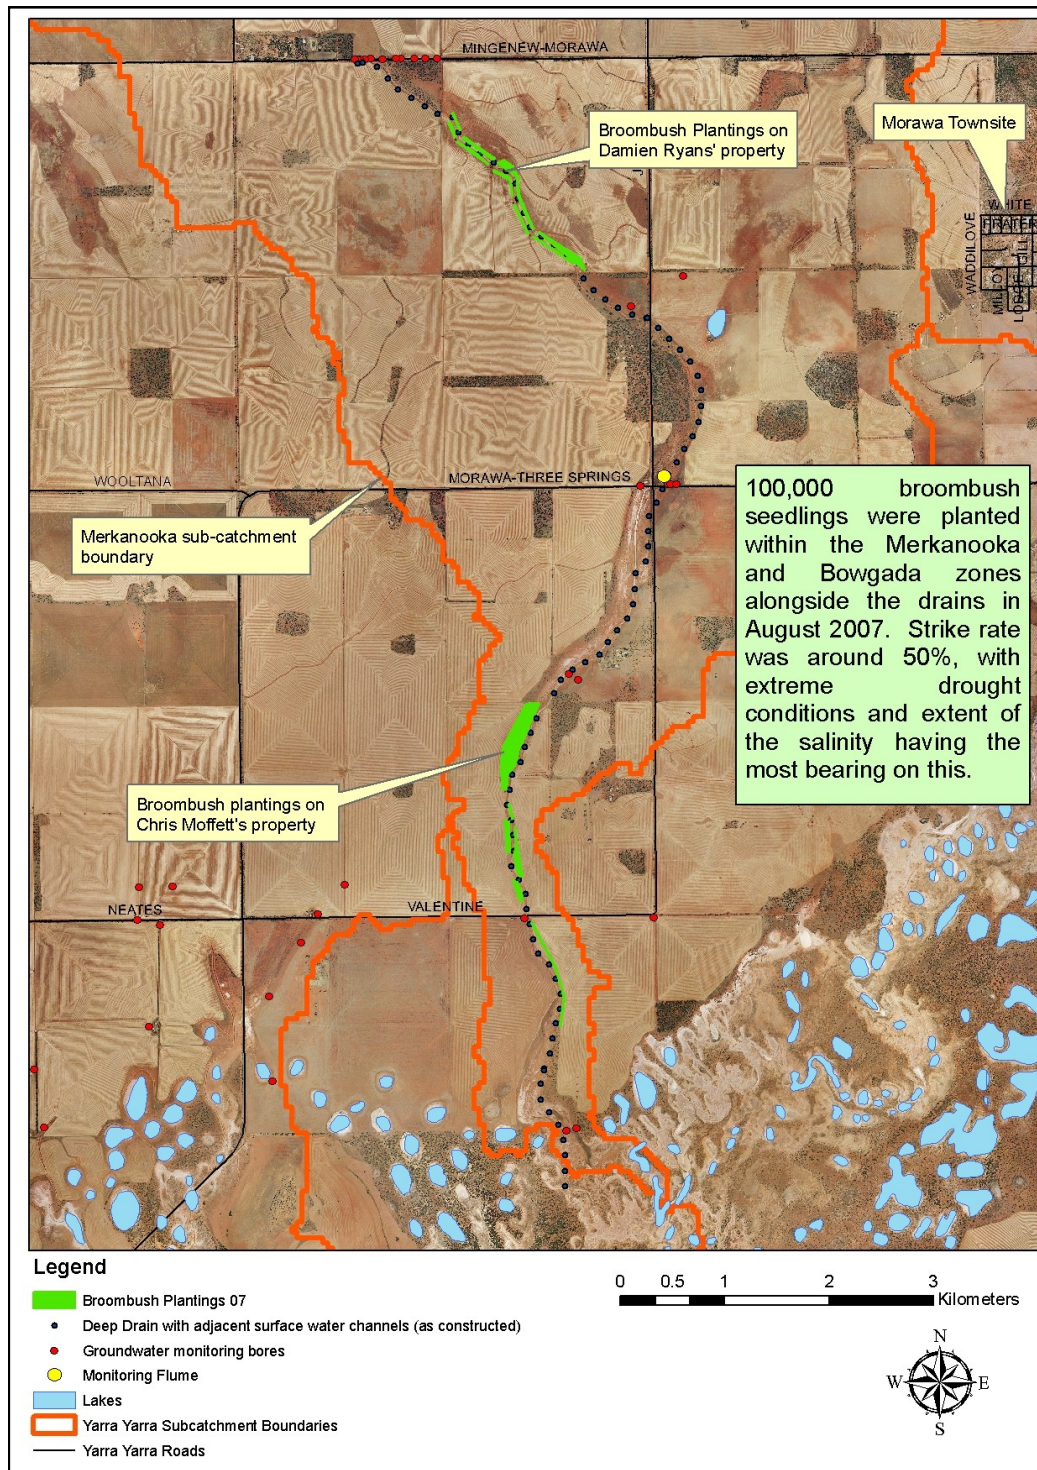 MINGENEW-MORAWA
Broombush Plantings on
Damien Ryans' property
Morawa Townsite
J
WHITE
PRATER
WADDILOVE
MILLOY
LODGE
GILL
WOOLTANA
MORAWA-THREE SPRINGS
Merkanooka sub-catchment
boundary
100,000 broombush
seedlings were planted
within the Merkanooka
and Bowgada zones
alongside the drains in
August 2007. Strike rate
was around 50%, with
extreme drought
conditions and extent of
the salinity having the
most bearing on this.
Broombush plantings on
Chris Moffett's property
NEATES
VALENTINE
Legend
Broombush Plantings 07
Deep Drain with adjacent surface water channels (as constructed)
Groundwater monitoring bores
Monitoring Flume
Lakes
Yarra Yarra Subcatchment Boundaries
Yarra Yarra Roads
0 0.5 1 2 3
Kilometers
N
W E
S